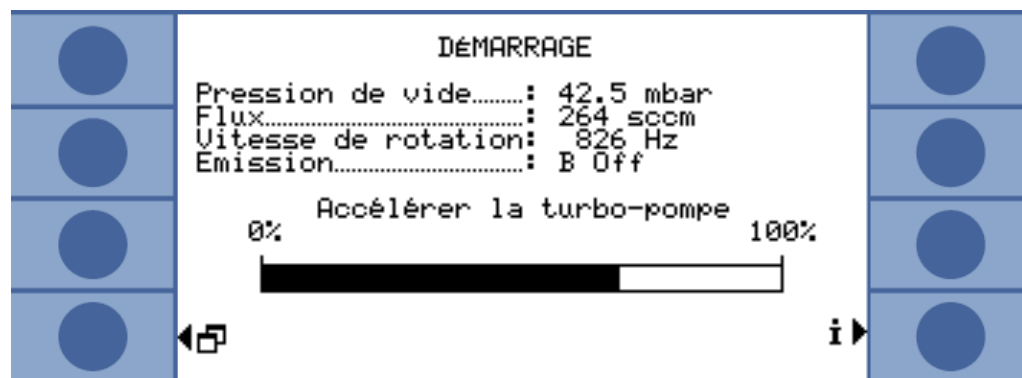 DÉMARRAGE
Pression de vide........: 42.5 mbar
Flux..............................: 264 sccm
Vitesse de rotation: 826 Hz
Emission......................: B Off
Accélérer la turbo-pompe
0% 100%
i